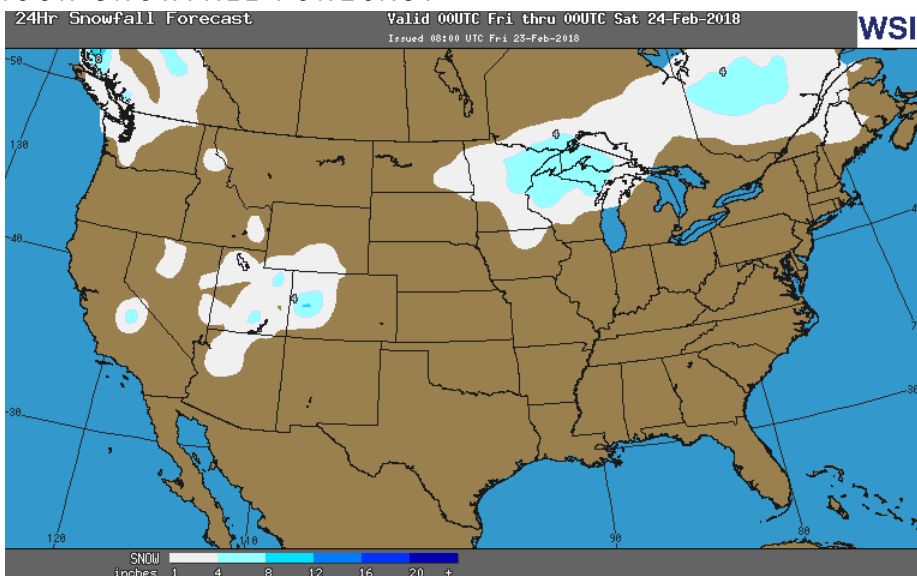 24Hr Snowfall Forecast
Valid 00UTC Fri thru 00UTC Sat 24-Feb-2018
Issued 08:00 UTC Fri 23-Feb-2018
WSI
50
130
40
30
8
4
4
4
120
110
90
80
SNOW
inches 1 4 8 12 16 20 +